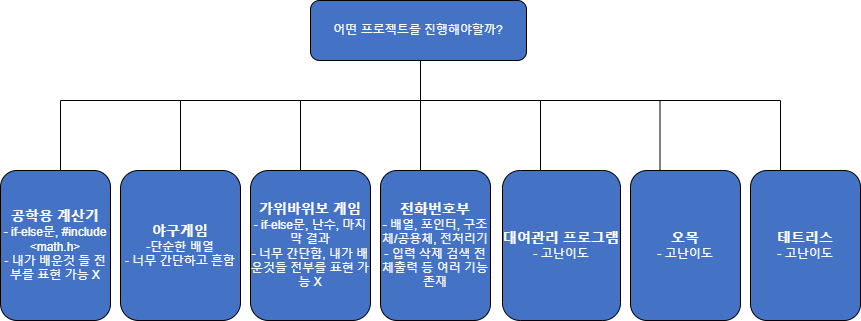 어떤 프로젝트를 진행해야할까?
공학용 계산기
- if-else문, #include
<math.h>
- 내가 배운것 들 전
부를 표현 가능 X
야구게임
-단순한 배열
- 너무 간단하고 흔함
가위바위보 게임
- if-else문, 난수, 마지
막 결과
- 너무 간단함, 내가 배
운것들 전부를 표현 가
능 X
전화번호부
- 배열, 포인터, 구조
체/공용체, 전처리기
- 입력 삭제 검색 전
체출력 등 여러 기능
존재
대여관리 프로그램
- 고난이도
오목
- 고난이도
테트리스
- 고난이도